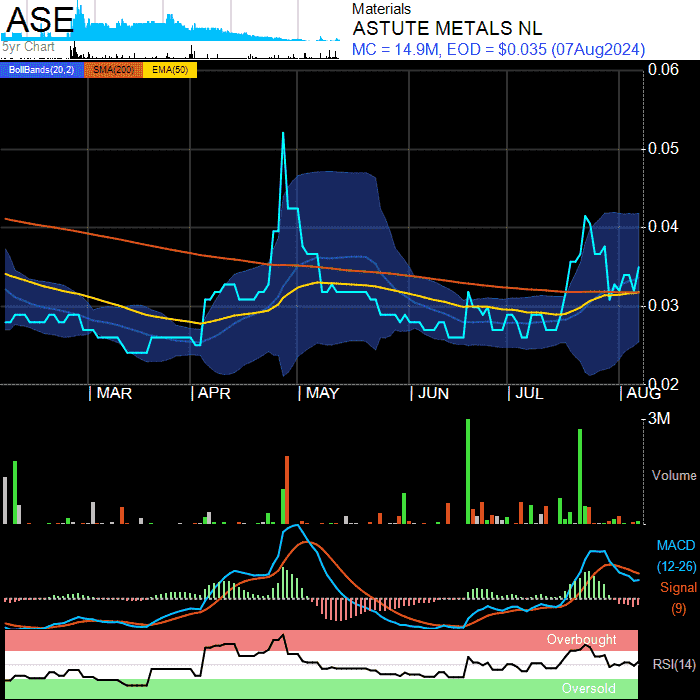 ASE
5yr Chart
Materials
ASTUTE METALS NL
MC = 14.9M, EOD = $0.035 (07Aug2024)
BollBands(20,2) SMA(200) EMA(50)
0.06
0.05
0.04
0.03
0.02
| MAR | APR | MAY | JUN | JUL | AUG
3M
Volume
MACD
(12-26)
Signal
(9)
Overbought
RSI(14)
Oversold